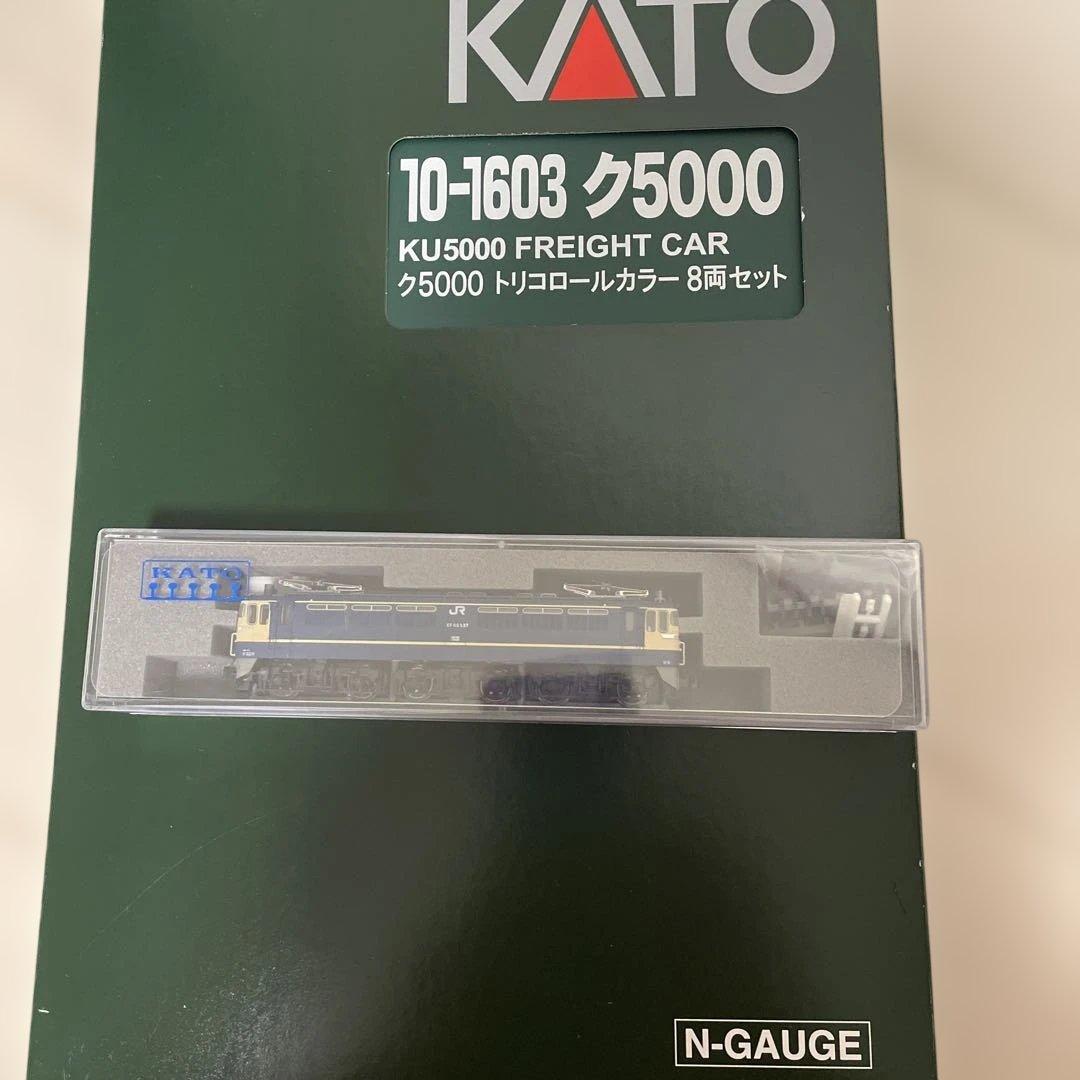 KATO
10-1603 ク5000
KU5000 FREIGHT CAR
ク5000 トリコロールカラー 8両セット
KATO
JR
N-GAUGE